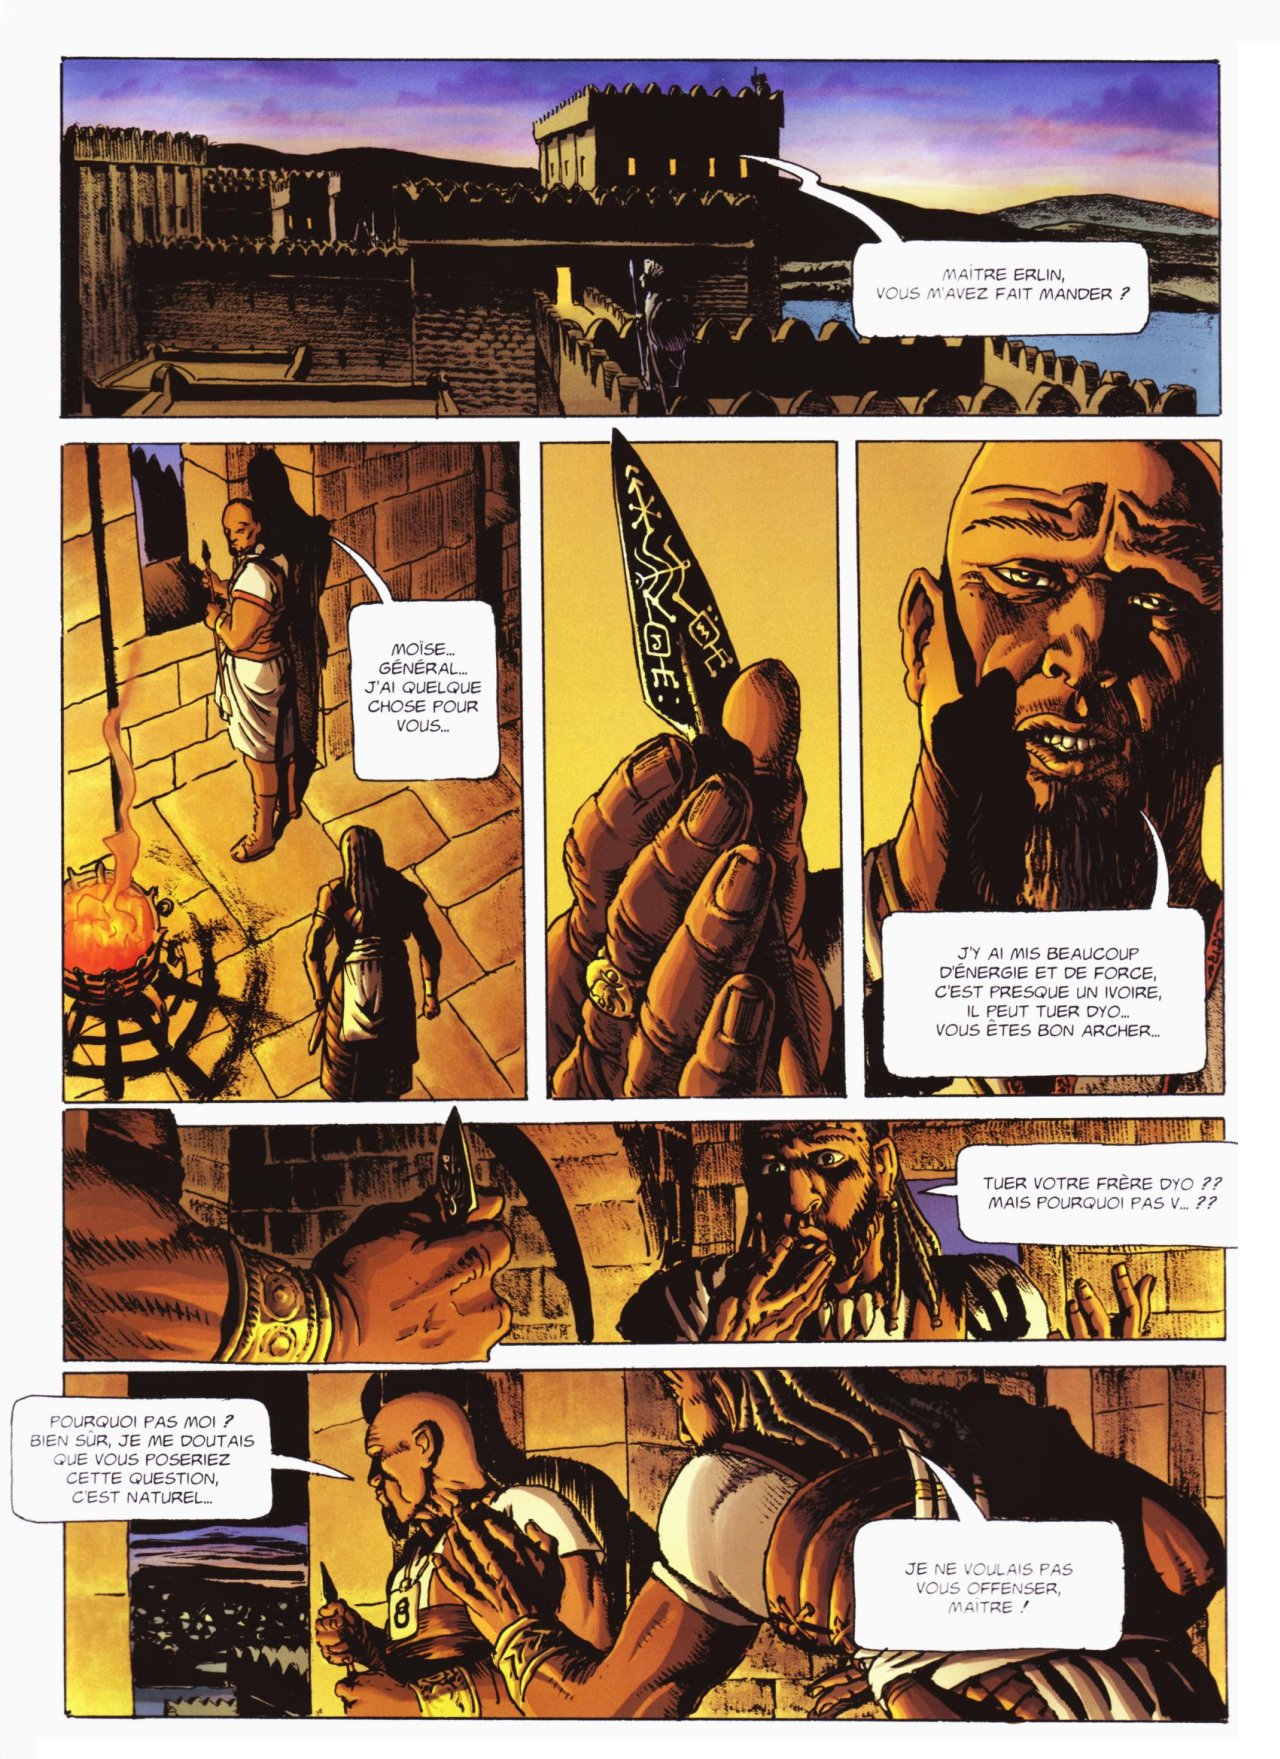 MAÎTRE ERLIN,
VOUS M'AVEZ FAIT MANDER ?
MOÏSE...
GÉNÉRAL...
J'AI QUELQUE
CHOSE POUR
VOUS...
J'Y AI MIS BEAUCOUP
D'ÉNERGIE ET DE FORCE,
C'EST PRESQUE UN IVOIRE,
IL PEUT TUER DYO...
VOUS ÊTES BON ARCHER...
TUER VOTRE FRÈRE DYO ??
MAIS POURQUOI PAS V... ??
POURQUOI PAS MOI ?
BIEN SÛR, JE ME DOUTAIS
QUE VOUS POSERIEZ
CETTE QUESTION,
C'EST NATUREL...
8
JE NE VOULAIS PAS
VOUS OFFENSER,
MAÎTRE !